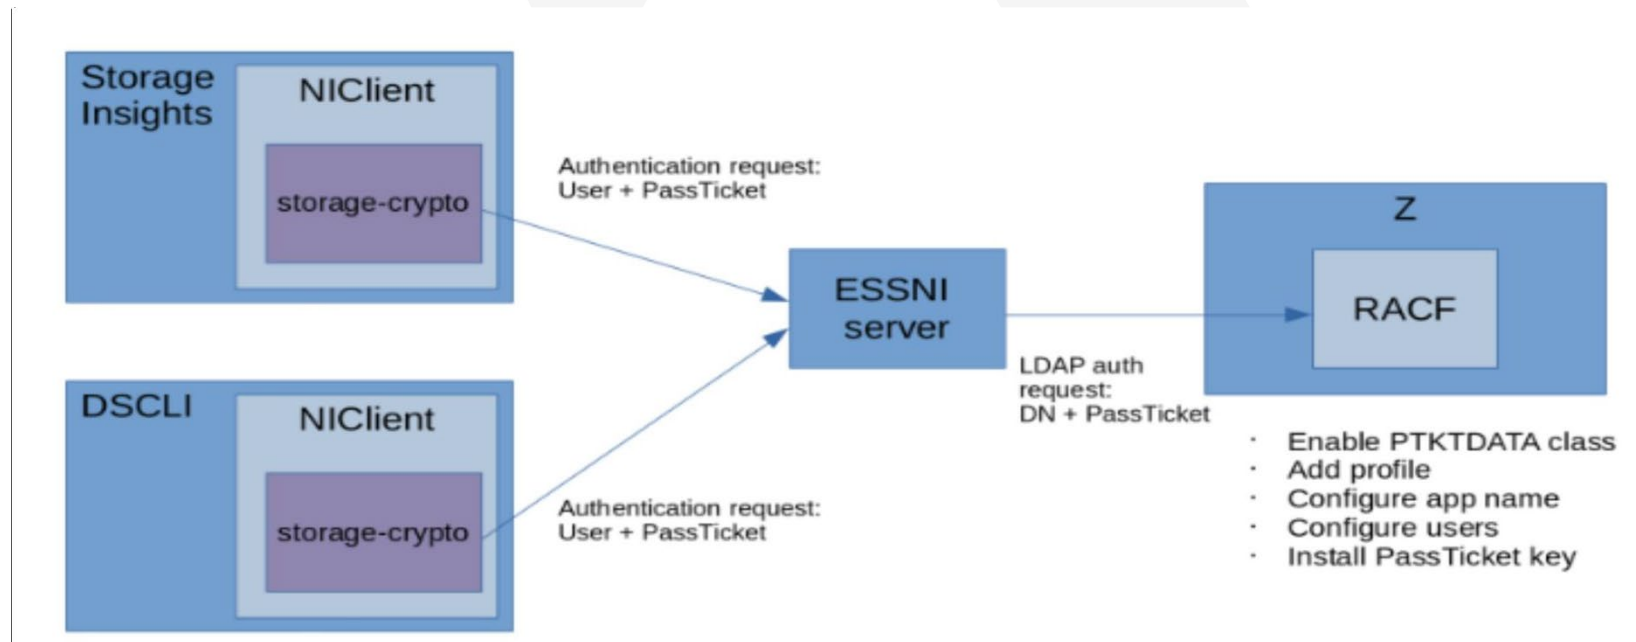 Storage
Insights
NIClient
storage-crypto
Authentication request:
User + PassTicket
DSCLI
NIClient
storage-crypto
Authentication request:
User + PassTicket
ESSNI
server
LDAP auth
request:
DN + PassTicket
Z
RACF
· Enable PTKTDATA class
· Add profile
· Configure app name
· Configure users
· Install PassTicket key